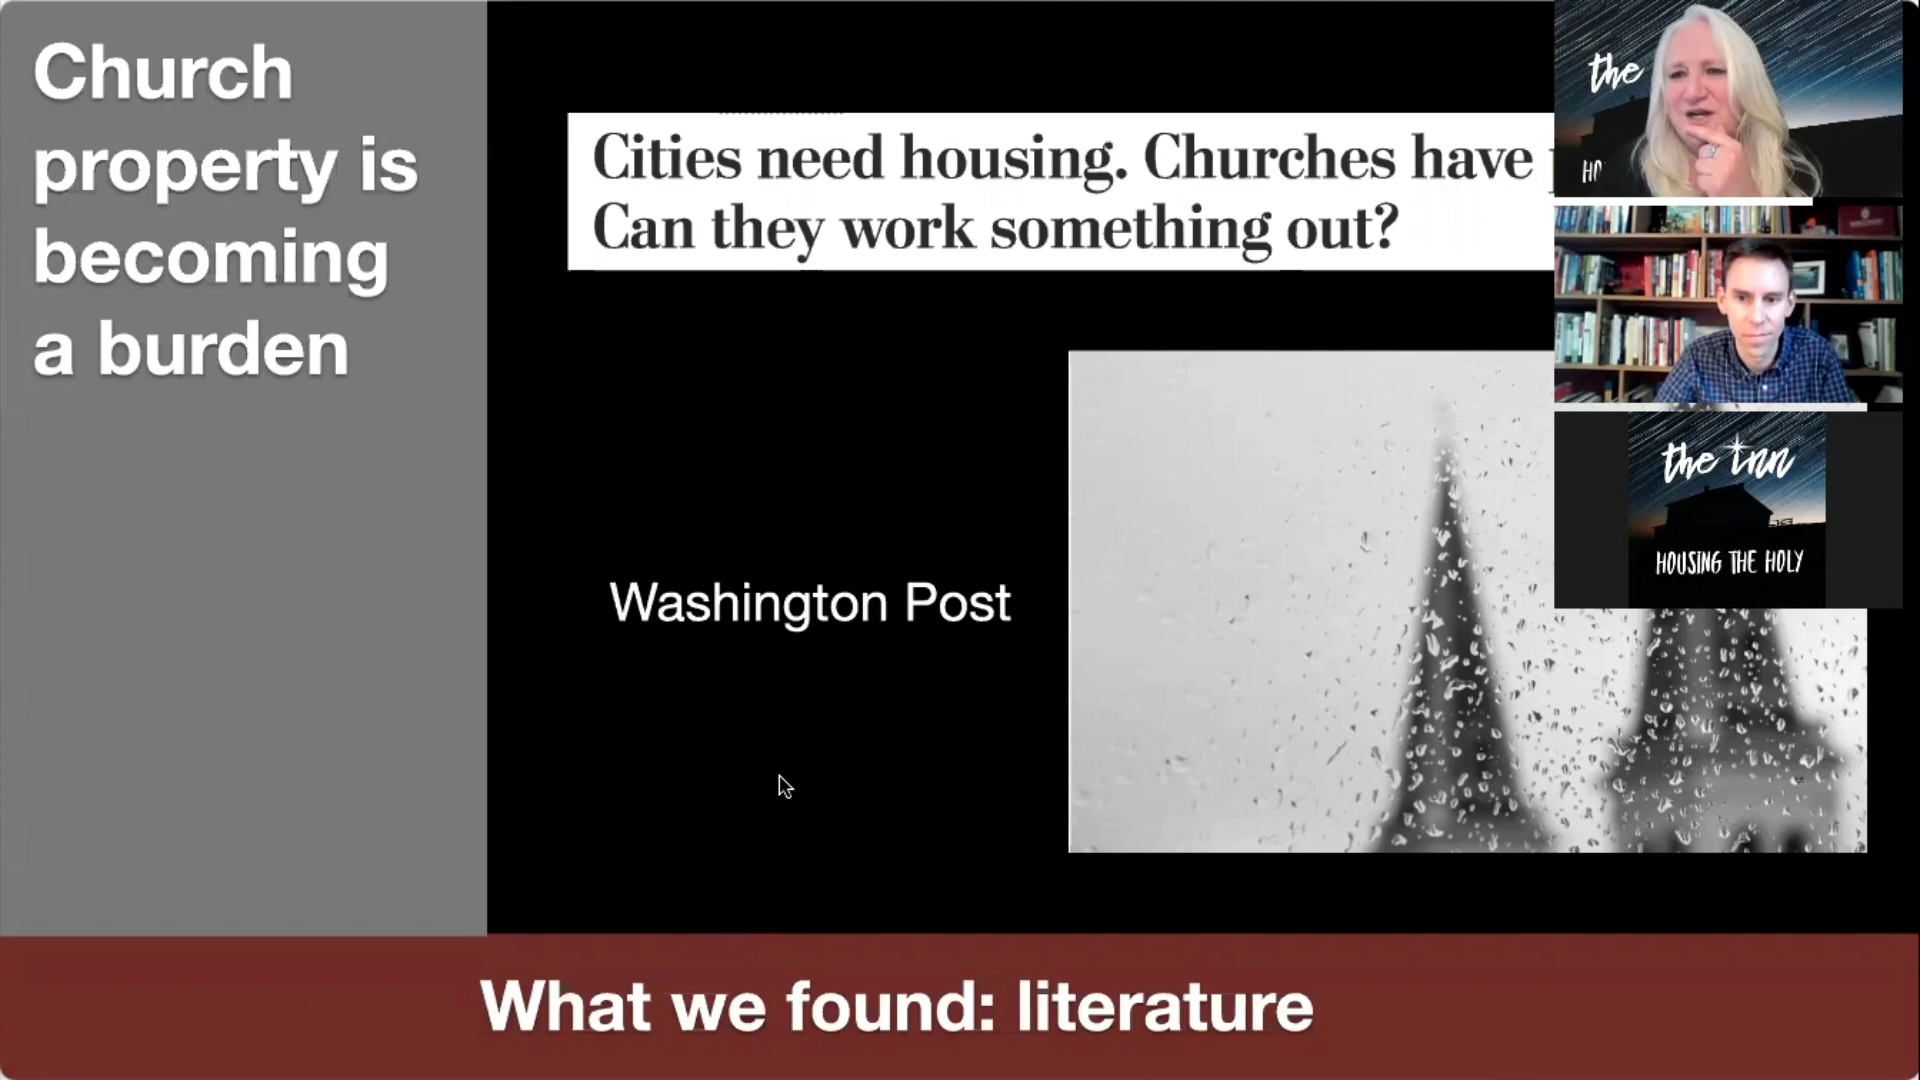 Church
property is
becoming
a burden
Cities need housing. Churches have
Can they work something out?
Washington Post
the
HO
the inn
HOUSING THE HOLY
What we found: literature